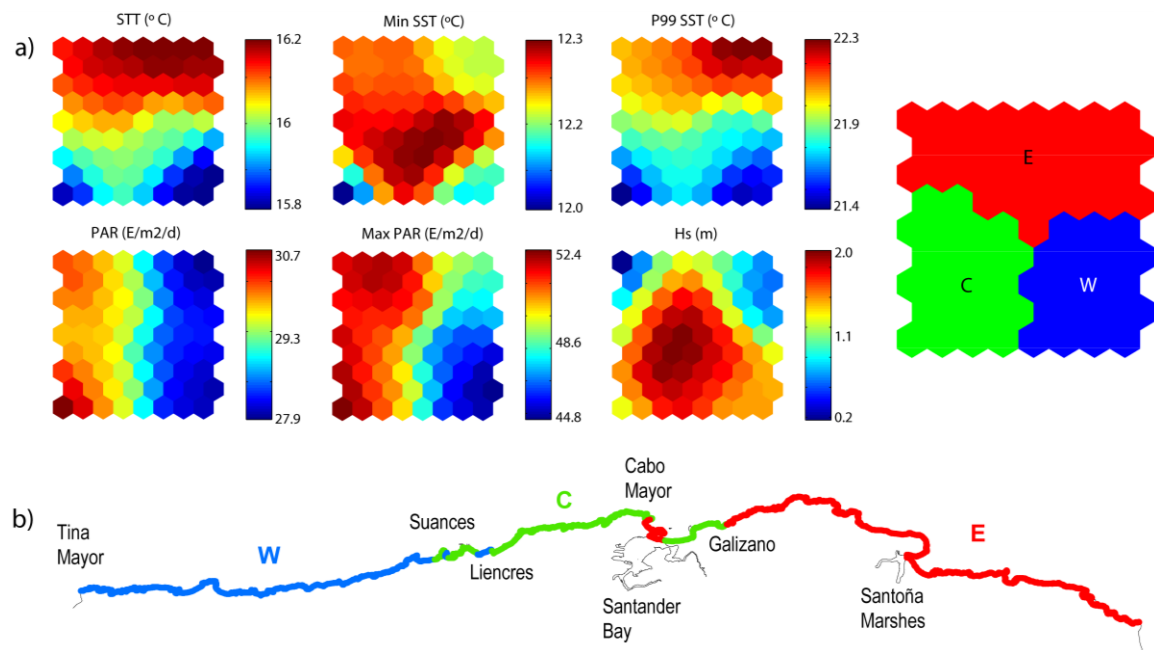 a)
STT (º C)
16.2
16
15.8
Min SST (ºC)
12.3
12.2
12.0
P99 SST (º C)
22.3
21.9
21.4
PAR (E/m2/d)
30.7
29.3
27.9
Max PAR (E/m2/d)
52.4
48.6
44.8
Hs (m)
2.0
1.1
0.2
E
C
W
b)
Tina
Mayor
W
Suances
C
Liencres
Cabo
Mayor
Santander
Bay
Galizano
E
Santoña
Marshes